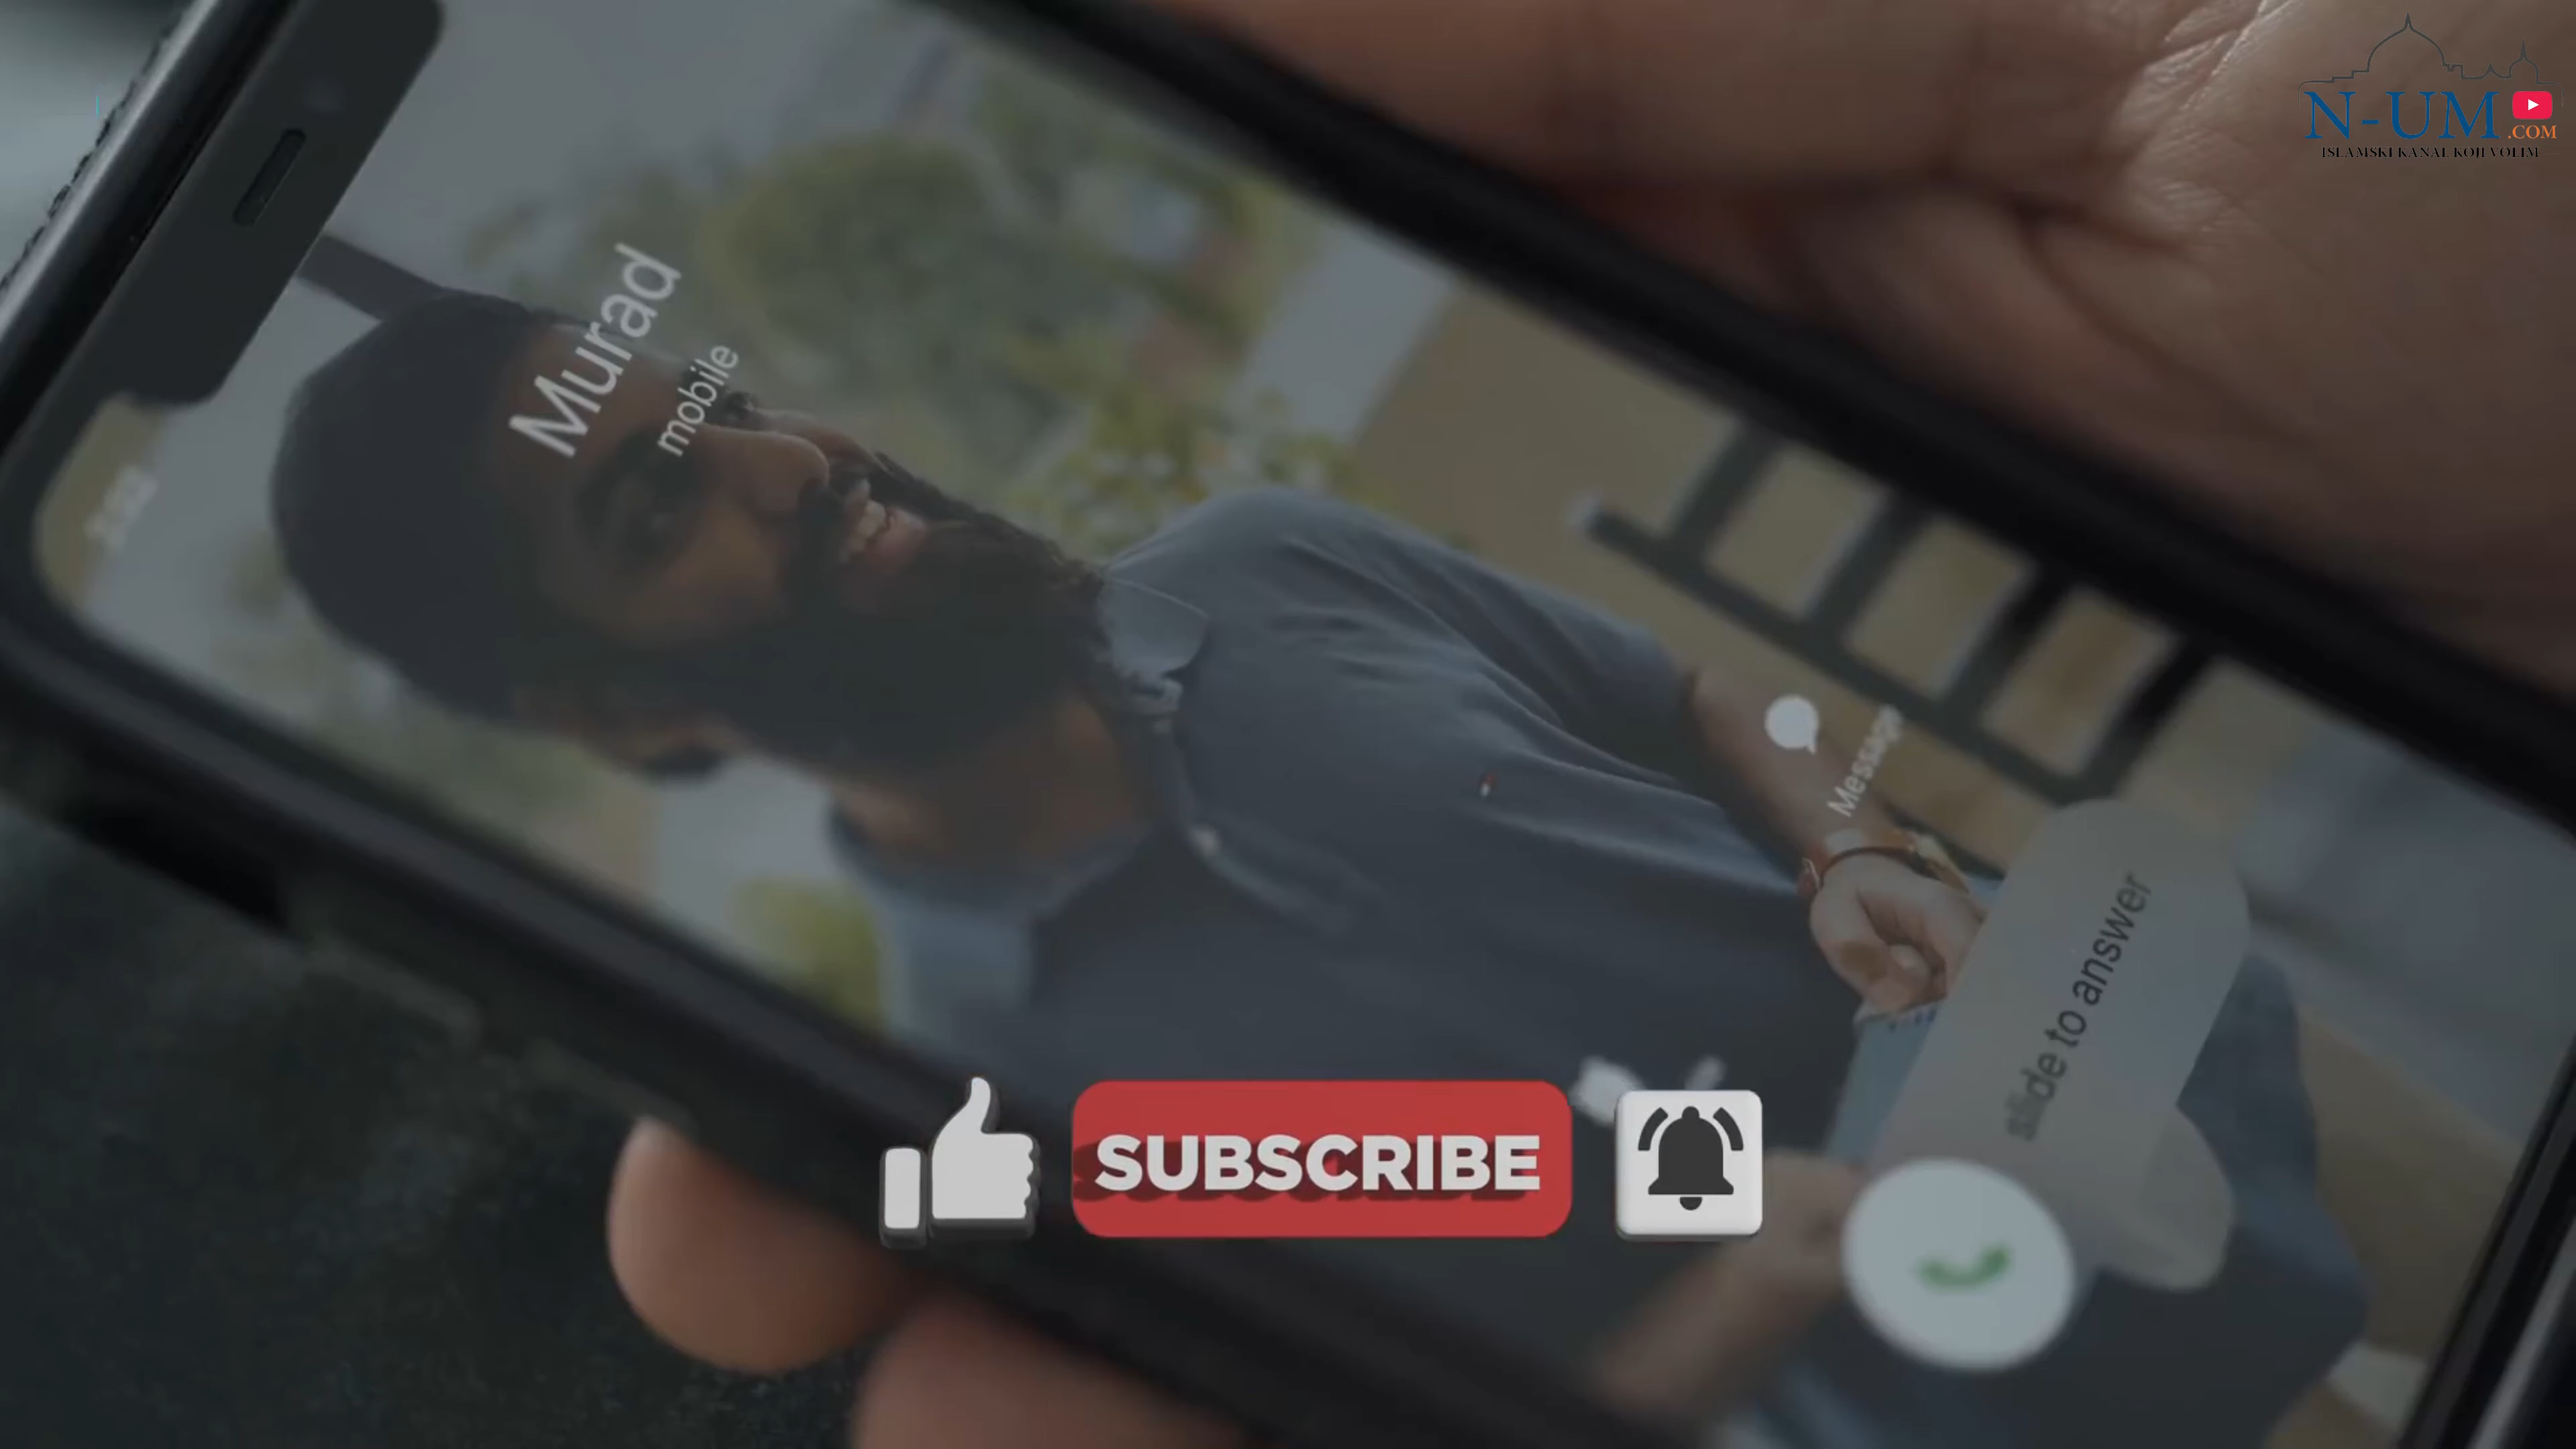 N-UM
.COM
ISLAMSKI KANAL KOJI VOLIM
Murad
mobile
Message
slide to answer
SUBSCRIBE